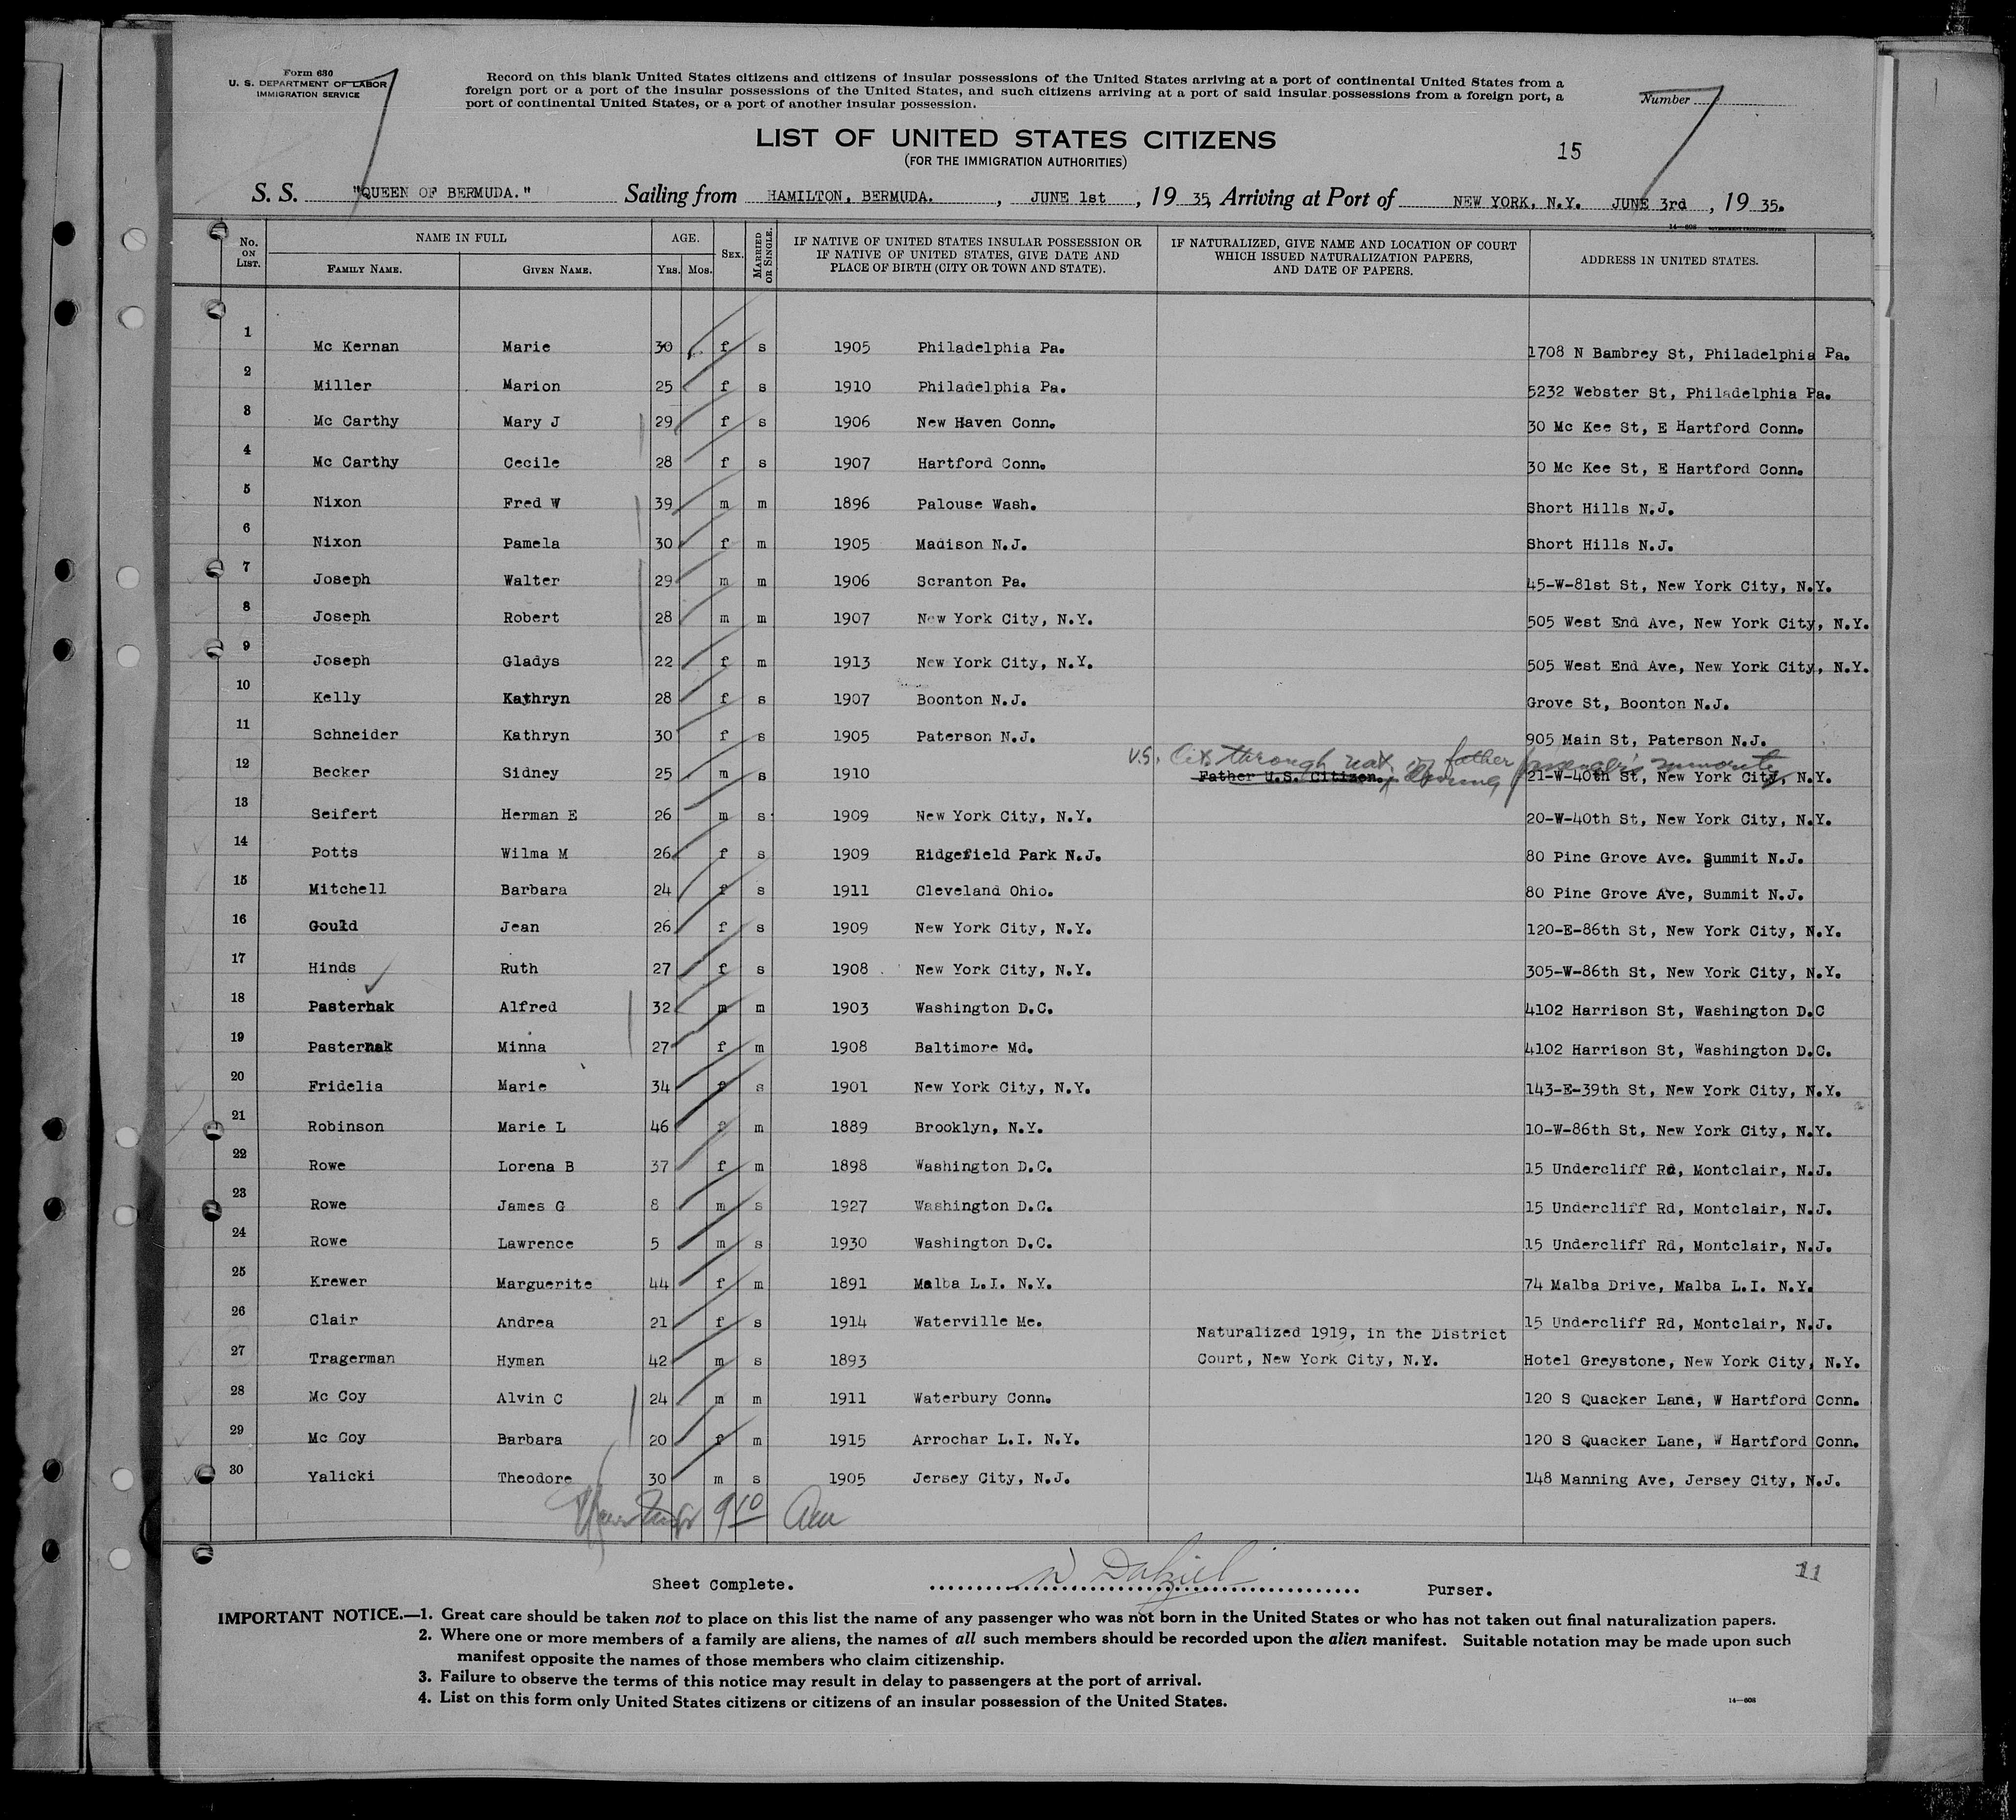 Form 630
U. S. DEPARTMENT OF LABOR
IMMIGRATION SERVICE
Record on this blank United States citizens and citizens of insular possessions of the United States arriving at a port of continental United States from a
foreign port or a port of the insular possessions of the United States, and such citizens arriving at a port of said insular possessions from a foreign port, a
port of continental United States, or a port of another insular possession.
Number
7
7
LIST OF UNITED STATES CITIZENS
(FOR THE IMMIGRATION AUTHORITIES)
15
S. S. "QUEEN OF BERMUDA." Sailing from HAMILTON, BERMUDA. , JUNE 1st , 19 35, Arriving at Port of NEW YORK, N.Y. JUNE 3rd , 19 35.
No. ON LIST. NAME IN FULL AGE. SEX. MARRIED OR SINGLE. IF NATIVE OF UNITED STATES INSULAR POSSESSION OR IF NATIVE OF UNITED STATES, GIVE DATE AND PLACE OF BIRTH (CITY OR TOWN AND STATE). IF NATURALIZED, GIVE NAME AND LOCATION OF COURT WHICH ISSUED NATURALIZATION PAPERS, AND DATE OF PAPERS. ADDRESS IN UNITED STATES.
FAMILY NAME. GIVEN NAME. YRS. MOS.
1 Mc Kernan Marie 30 f s 1905 Philadelphia Pa. 1708 N Bambrey St, Philadelphia Pa.
2 Miller Marion 25 f s 1910 Philadelphia Pa. 5232 Webster St, Philadelphia Pa.
3 Mc Carthy Mary J 29 f s 1906 New Haven Conn. 30 Mc Kee St, E Hartford Conn.
4 Mc Carthy Cecile 28 f s 1907 Hartford Conn. 30 Mc Kee St, E Hartford Conn.
5 Nixon Fred W 39 m m 1896 Palouse Wash. Short Hills N.J.
6 Nixon Pamela 30 f m 1905 Madison N.J. Short Hills N.J.
7 Joseph Walter 29 m m 1906 Scranton Pa. 45-W-81st St, New York City, N.Y.
8 Joseph Robert 28 m m 1907 New York City, N.Y. 505 West End Ave, New York City, N.Y.
9 Joseph Gladys 22 f m 1913 New York City, N.Y. 505 West End Ave, New York City, N.Y.
10 Kelly Kathryn 28 f s 1907 Boonton N.J. Grove St, Boonton N.J.
11 Schneider Kathryn 30 f s 1905 Paterson N.J. 905 Main St, Paterson N.J.
U.S. Cit. through nat. of father during passenger's minority
12 Becker Sidney 25 m s 1910 Father U.S. Citizen. 21-W-40th St, New York City, N.Y.
13 Seifert Herman E 26 m s 1909 New York City, N.Y. 20-W-40th St, New York City, N.Y.
14 Potts Wilma M 26 f s 1909 Ridgefield Park N.J. 80 Pine Grove Ave. Summit N.J.
15 Mitchell Barbara 24 f s 1911 Cleveland Ohio. 80 Pine Grove Ave, Summit N.J.
16 Gould Jean 26 f s 1909 New York City, N.Y. 120-E-86th St, New York City, N.Y.
17 Hinds Ruth 27 f s 1908 New York City, N.Y. 305-W-86th St, New York City, N.Y.
18 Pasternak Alfred 32 m m 1903 Washington D.C. 4102 Harrison St, Washington D.C
19 Pasternak Minna 27 f m 1908 Baltimore Md. 4102 Harrison St, Washington D.C.
20 Fridelia Marie 34 f s 1901 New York City, N.Y. 143-E-39th St, New York City, N.Y.
21 Robinson Marie L 46 f m 1889 Brooklyn, N.Y. 10-W-86th St, New York City, N.Y.
22 Rowe Lorena B 37 f m 1898 Washington D.C. 15 Undercliff Rd, Montclair, N.J.
23 Rowe James G 8 m s 1927 Washington D.C. 15 Undercliff Rd, Montclair, N.J.
24 Rowe Lawrence 5 m s 1930 Washington D.C. 15 Undercliff Rd, Montclair, N.J.
25 Krewer Marguerite 44 f m 1891 Malba L.I. N.Y. 74 Malba Drive, Malba L.I. N.Y.
26 Clair Andrea 21 f s 1914 Waterville Me. 15 Undercliff Rd, Montclair, N.J.
Naturalized 1919, in the District
27 Tragerman Hyman 42 m s 1893 Court, New York City, N.Y. Hotel Greystone, New York City, N.Y.
28 Mc Coy Alvin C 24 m m 1911 Waterbury Conn. 120 S Quacker Lane, W Hartford Conn.
29 Mc Coy Barbara 20 f m 1915 Arrochar L.I. N.Y. 120 S Quacker Lane, W Hartford Conn.
30 Yalicki Theodore 30 m s 1905 Jersey City, N.J. 148 Manning Ave, Jersey City, N.J.
9 10
11
Sheet Complete. Purser.
IMPORTANT NOTICE.—1. Great care should be taken not to place on this list the name of any passenger who was not born in the United States or who has not taken out final naturalization papers.
2. Where one or more members of a family are aliens, the names of all such members should be recorded upon the alien manifest. Suitable notation may be made upon such
manifest opposite the names of those members who claim citizenship.
3. Failure to observe the terms of this notice may result in delay to passengers at the port of arrival.
4. List on this form only United States citizens or citizens of an insular possession of the United States.
14—608